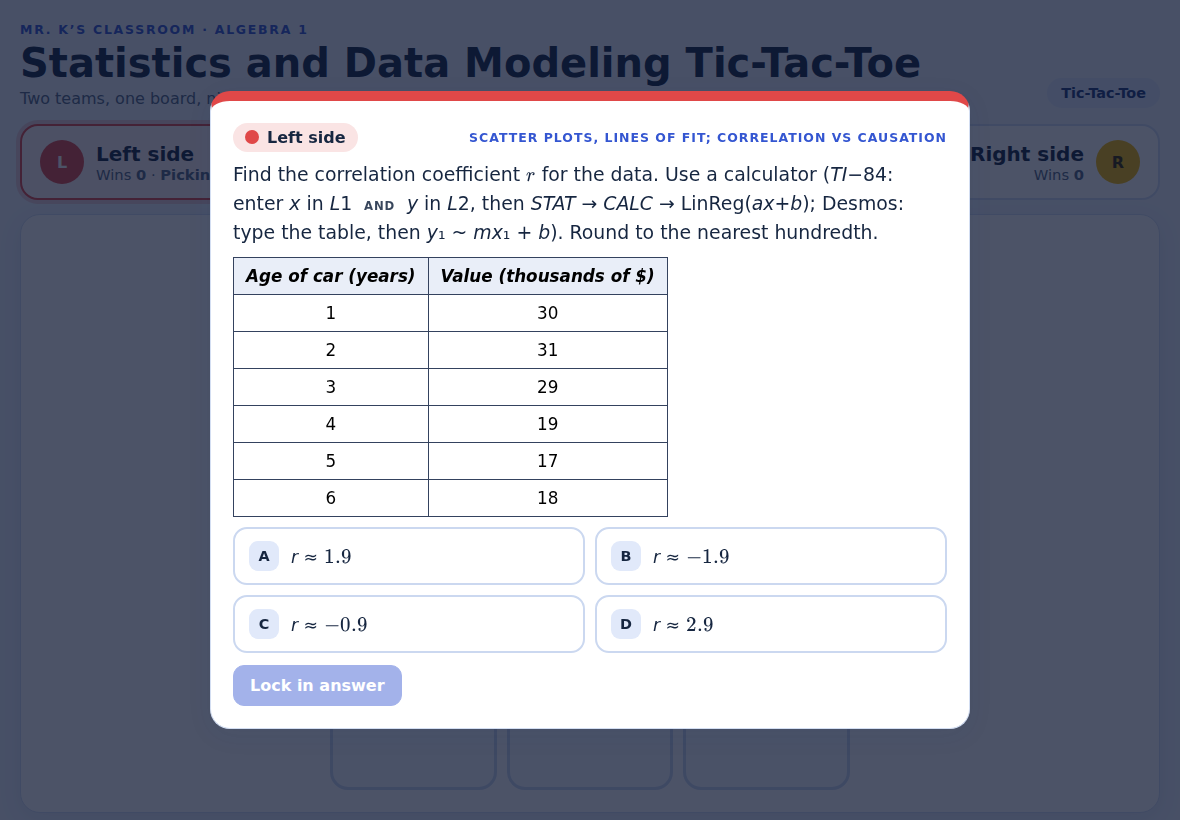 MR. K'S CLASSROOM · ALGEBRA 1
Statistics and Data Modeling Tic-Tac-Toe
Two teams, one board,
Tic-Tac-Toe
L
Left side
Wins 0 · Pickin
Right side
Wins 0
R
Left side
SCATTER PLOTS, LINES OF FIT; CORRELATION VS CAUSATION
Find the correlation coefficient r for the data. Use a calculator (TI−84:
enter x in L1 AND y in L2, then STAT → CALC → LinReg(ax+b); Desmos:
type the table, then y₁ ~ mx₁ + b). Round to the nearest hundredth.
Age of car (years) Value (thousands of $)
1 30
2 31
3 29
4 19
5 17
6 18
A r ≈ 1.9
B r ≈ −1.9
C r ≈ −0.9
D r ≈ 2.9
Lock in answer